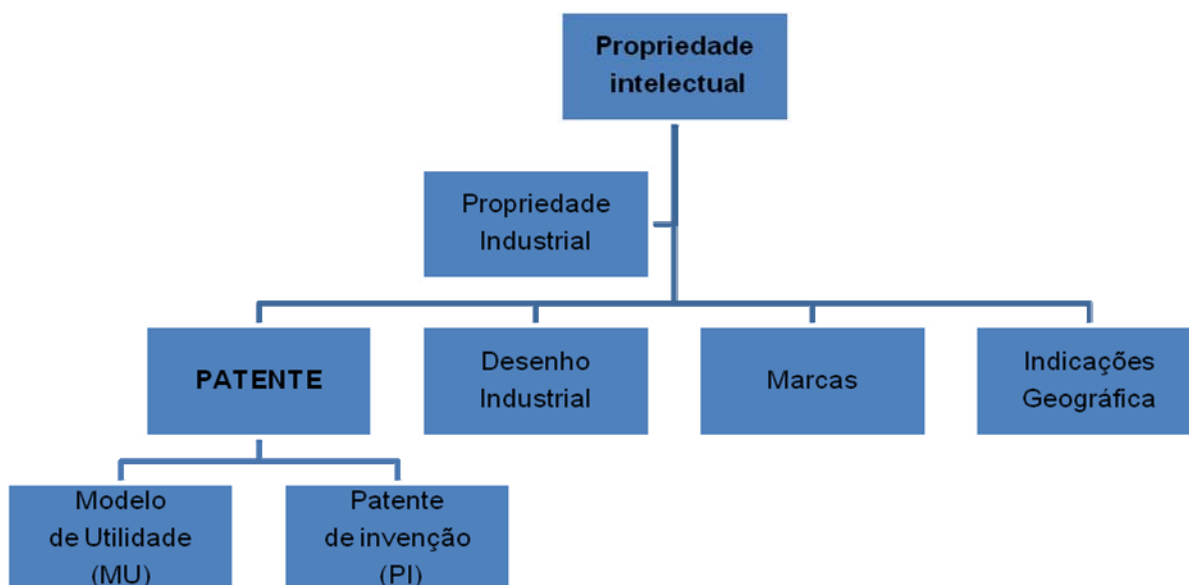 Propriedade
intelectual
Propriedade
Industrial
PATENTE
Desenho
Industrial
Marcas
Indicações
Geográfica
Modelo
de Utilidade
(MU)
Patente
de invenção
(PI)